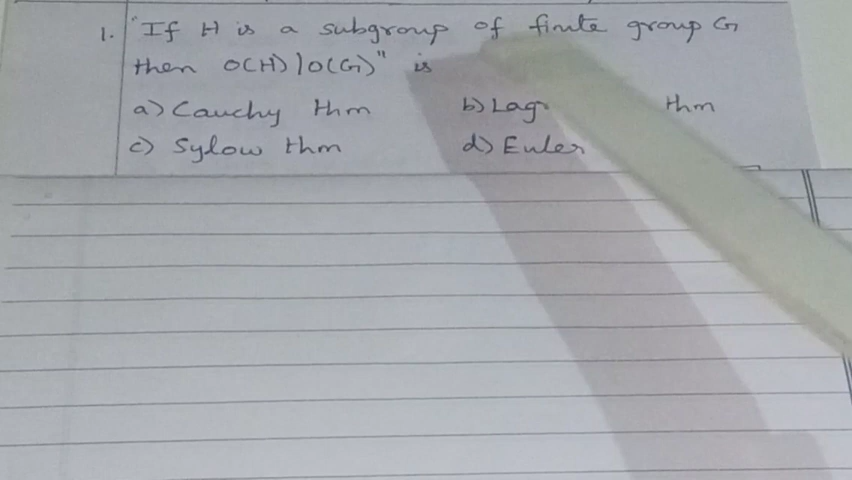 1. "If H is a subgroup of finite group G
then O(H) | O(G)" is
a) Cauchy thm b) Lag thm
c) Sylow thm d) Euler